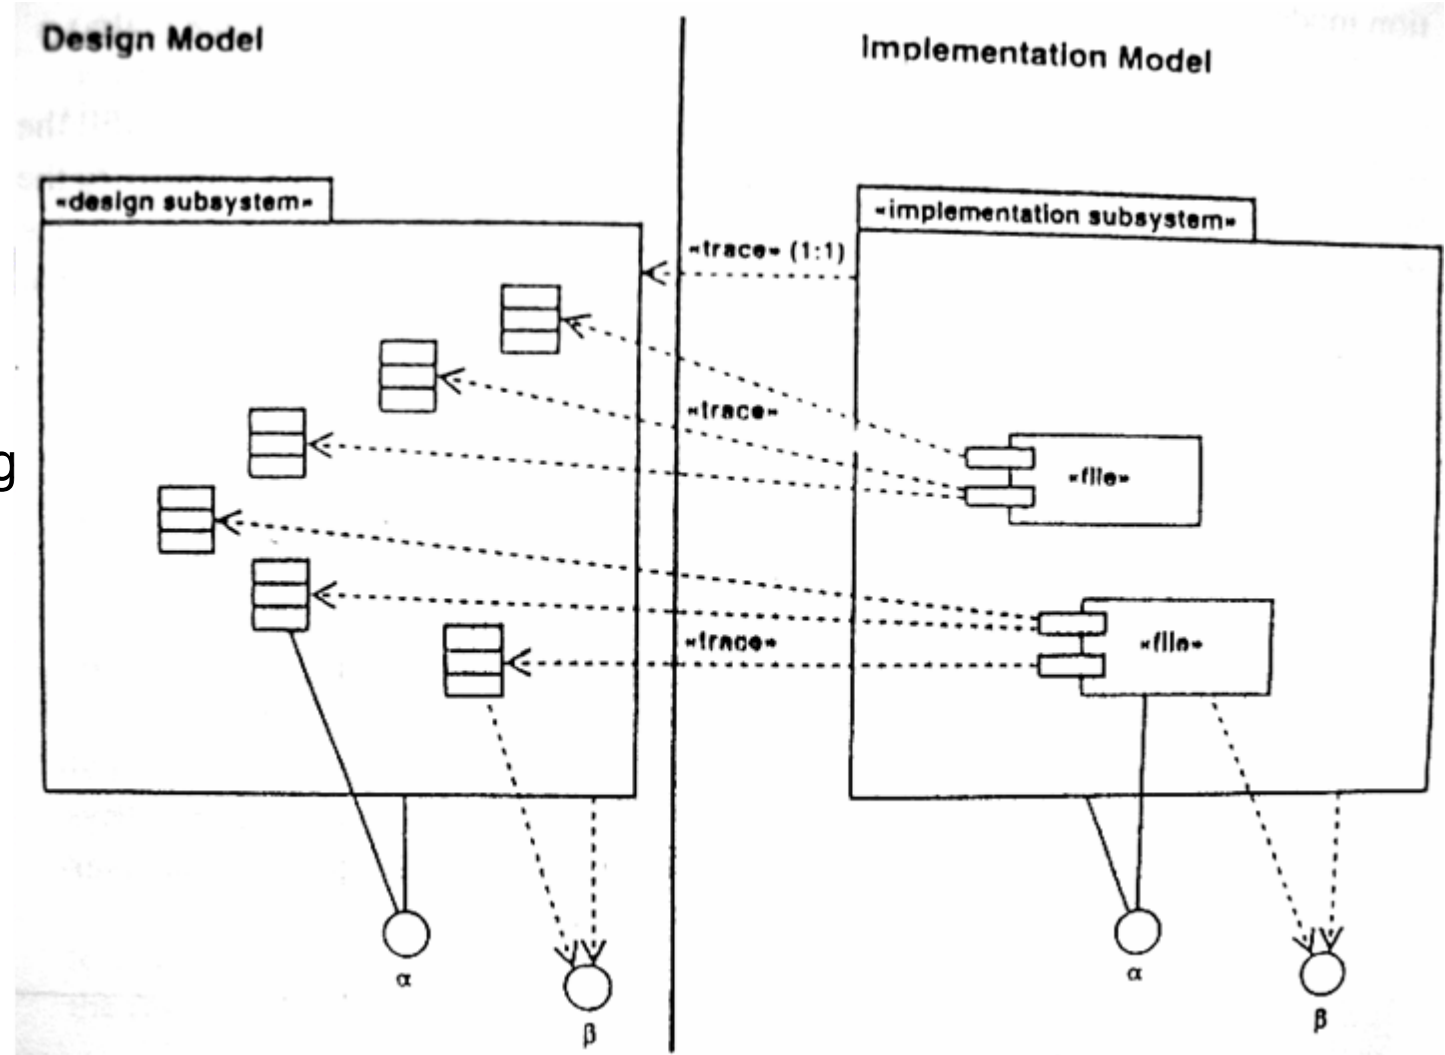 Design Model
Implementation Model
«design subsystem»
«implementation subsystem»
«trace» (1:1)
«trace»
g
«file»
«trace»
«file»
α
β
α
β